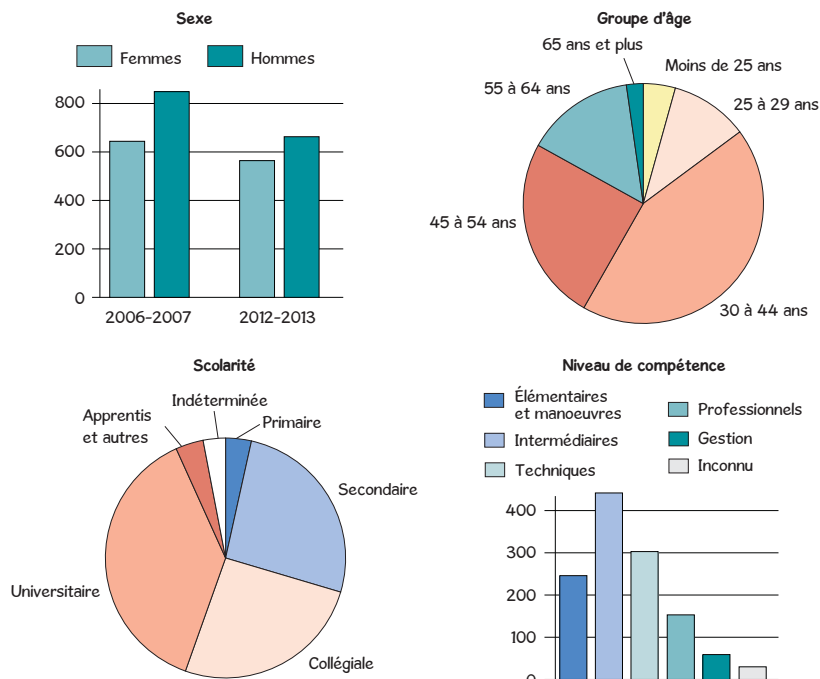 Sexe
Femmes
Hommes
800
600
400
200
0
2006-2007
2012-2013
Groupe d'âge
65 ans et plus
Moins de 25 ans
55 à 64 ans
25 à 29 ans
45 à 54 ans
30 à 44 ans
Scolarité
Indéterminée
Apprentis
et autres
Primaire
Secondaire
Universitaire
Collégiale
Niveau de compétence
Élémentaires
et manoeuvres
Professionnels
Intermédiaires
Gestion
Techniques
Inconnu
400
300
200
100
0